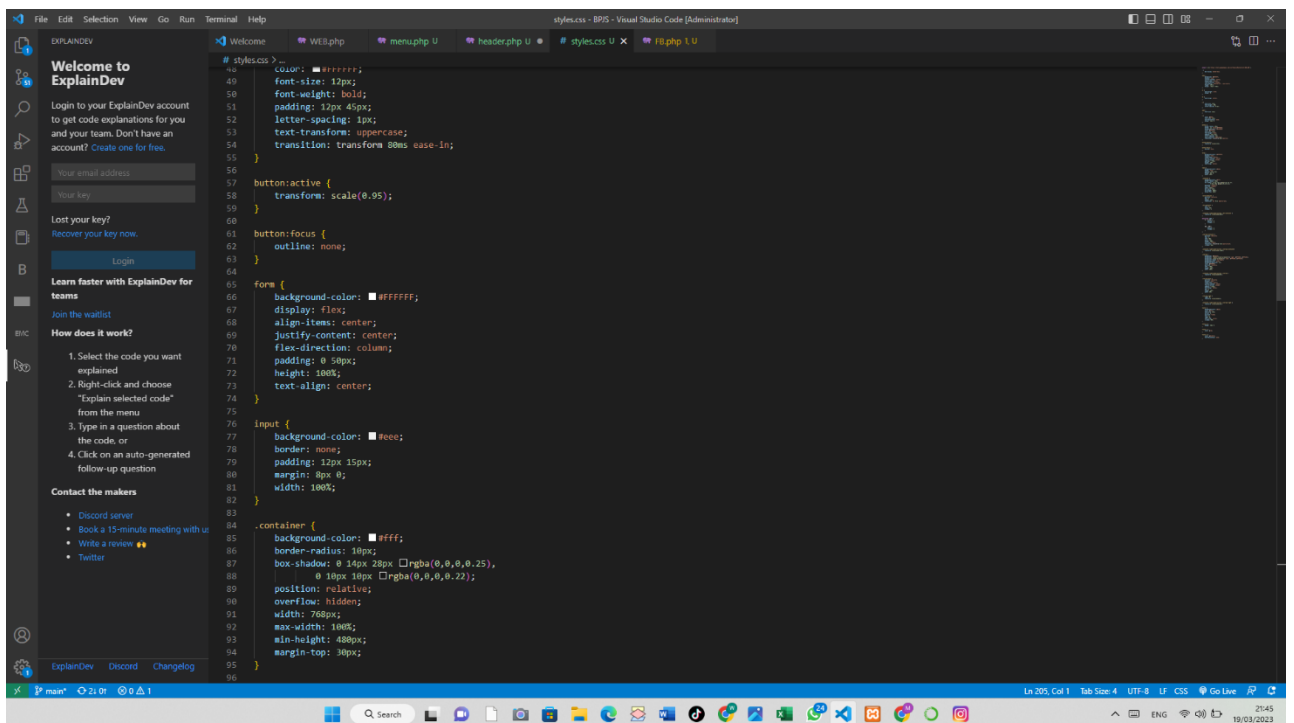 File Edit Selection View Go Run Terminal Help
styles.css - BPJS - Visual Studio Code [Administrator]
EXPLAINDEV
Welcome
WEB.php
menu.php U
header.php U
# styles.css U
F8.php 1, U
# styles.css > ...
Welcome to
ExplainDev
Login to your ExplainDev account
to get code explanations for you
and your team. Don't have an
account? Create one for free.
Your email address
Your key
Lost your key?
Recover your key now.
Login
Learn faster with ExplainDev for
teams
Join the waitlist
How does it work?
1. Select the code you want
explained
2. Right-click and choose
"Explain selected code"
from the menu
3. Type in a question about
the code, or
4. Click on an auto-generated
follow-up question
Contact the makers
• Discord server
• Book a 15-minute meeting with us
• Write a review
• Twitter
ExplainDev Discord Changelog
48 color: #FFFFFF;
49 font-size: 12px;
50 font-weight: bold;
51 padding: 12px 45px;
52 letter-spacing: 1px;
53 text-transform: uppercase;
54 transition: transform 80ms ease-in;
55 }
56
57 button:active {
58 transform: scale(0.95);
59 }
60
61 button:focus {
62 outline: none;
63 }
64
65 form {
66 background-color: #FFFFFF;
67 display: flex;
68 align-items: center;
69 justify-content: center;
70 flex-direction: column;
71 padding: 0 50px;
72 height: 100%;
73 text-align: center;
74 }
75
76 input {
77 background-color: #eee;
78 border: none;
79 padding: 12px 15px;
80 margin: 8px 0;
81 width: 100%;
82 }
83
84 .container {
85 background-color: #fff;
86 border-radius: 10px;
87 box-shadow: 0 14px 28px rgba(0,0,0,0.25),
88 0 10px 10px rgba(0,0,0,0.22);
89 position: relative;
90 overflow: hidden;
91 width: 768px;
92 max-width: 100%;
93 min-height: 480px;
94 margin-top: 30px;
95 }
96
main* 2↓ 0↑ 0 1
Ln 205, Col 1 Tab Size: 4 UTF-8 LF CSS Go Live
Search
ENG
21:45
19/03/2023